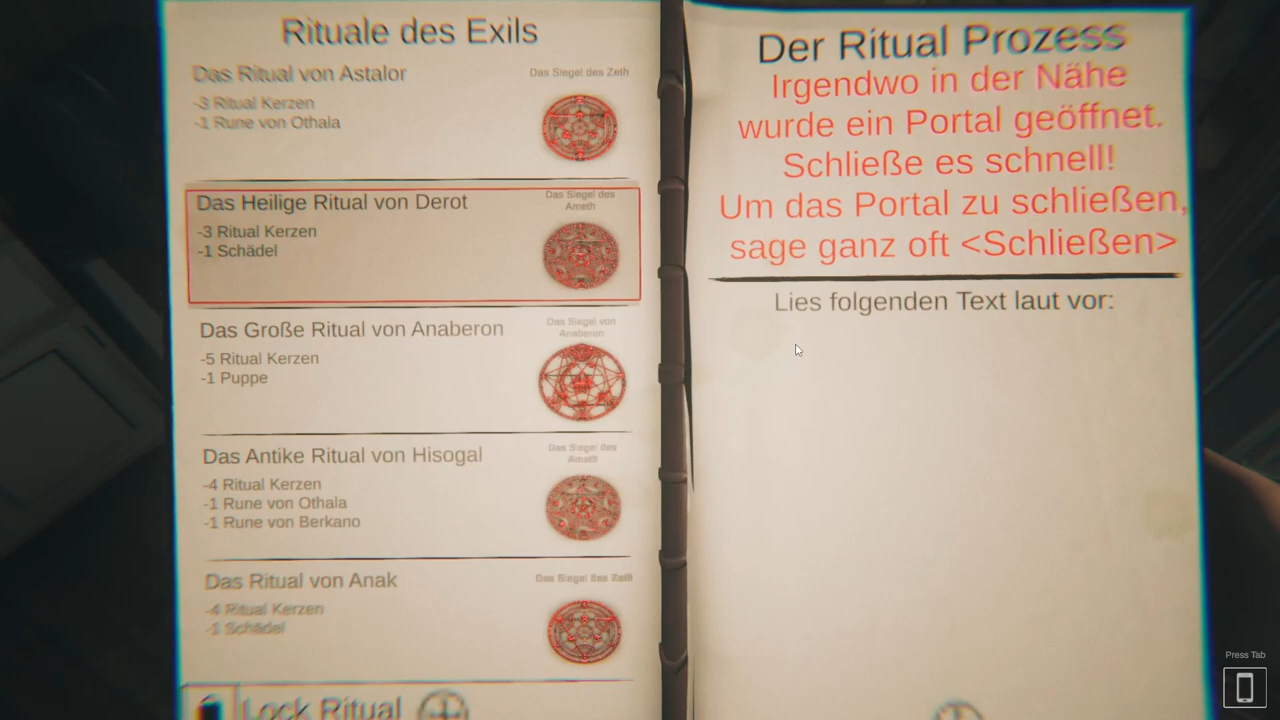 Rituale des Exils
Das Ritual von Astalor
Das Siegel des Zeth
-3 Ritual Kerzen
-1 Rune von Othala
Das Heilige Ritual von Derot
Das Siegel des
Ameth
-3 Ritual Kerzen
-1 Schädel
Das Große Ritual von Anaberon
Das Siegel von
Anaberon
-5 Ritual Kerzen
-1 Puppe
Das Antike Ritual von Hisogal
Das Siegel des
Amath
-4 Ritual Kerzen
-1 Rune von Othala
-1 Rune von Berkano
Das Ritual von Anak
Das Siegel des Zeth
-4 Ritual Kerzen
-1 Schädel
Lock Ritual
Der Ritual Prozess
Irgendwo in der Nähe
wurde ein Portal geöffnet.
Schließe es schnell!
Um das Portal zu schließen,
sage ganz oft <Schließen>
Lies folgenden Text laut vor:
Press Tab